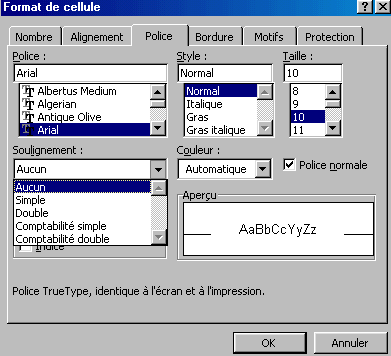 Format de cellule
Nombre Alignement Police Bordure Motifs Protection
Police : Style : Taille :
Arial Normal 10
Albertus Medium Normal 8
Algerian Italique 9
Antique Olive Gras 10
Arial Gras italique 11
Soulignement : Couleur :
Aucun Automatique Police normale
Aucun
Simple Aperçu
Double
Comptabilité simple AaBbCcYyZz
Comptabilité double
Indice
Police TrueType, identique à l'écran et à l'impression.
OK Annuler